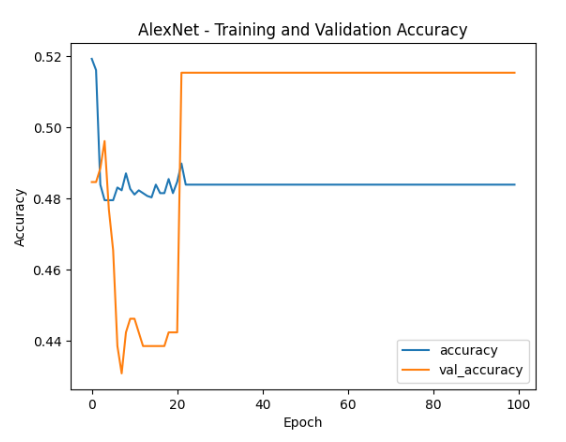 AlexNet - Training and Validation Accuracy
0.52
0.50
0.48
0.46
0.44
Accuracy
0 20 40 60 80 100
Epoch
accuracy
val_accuracy